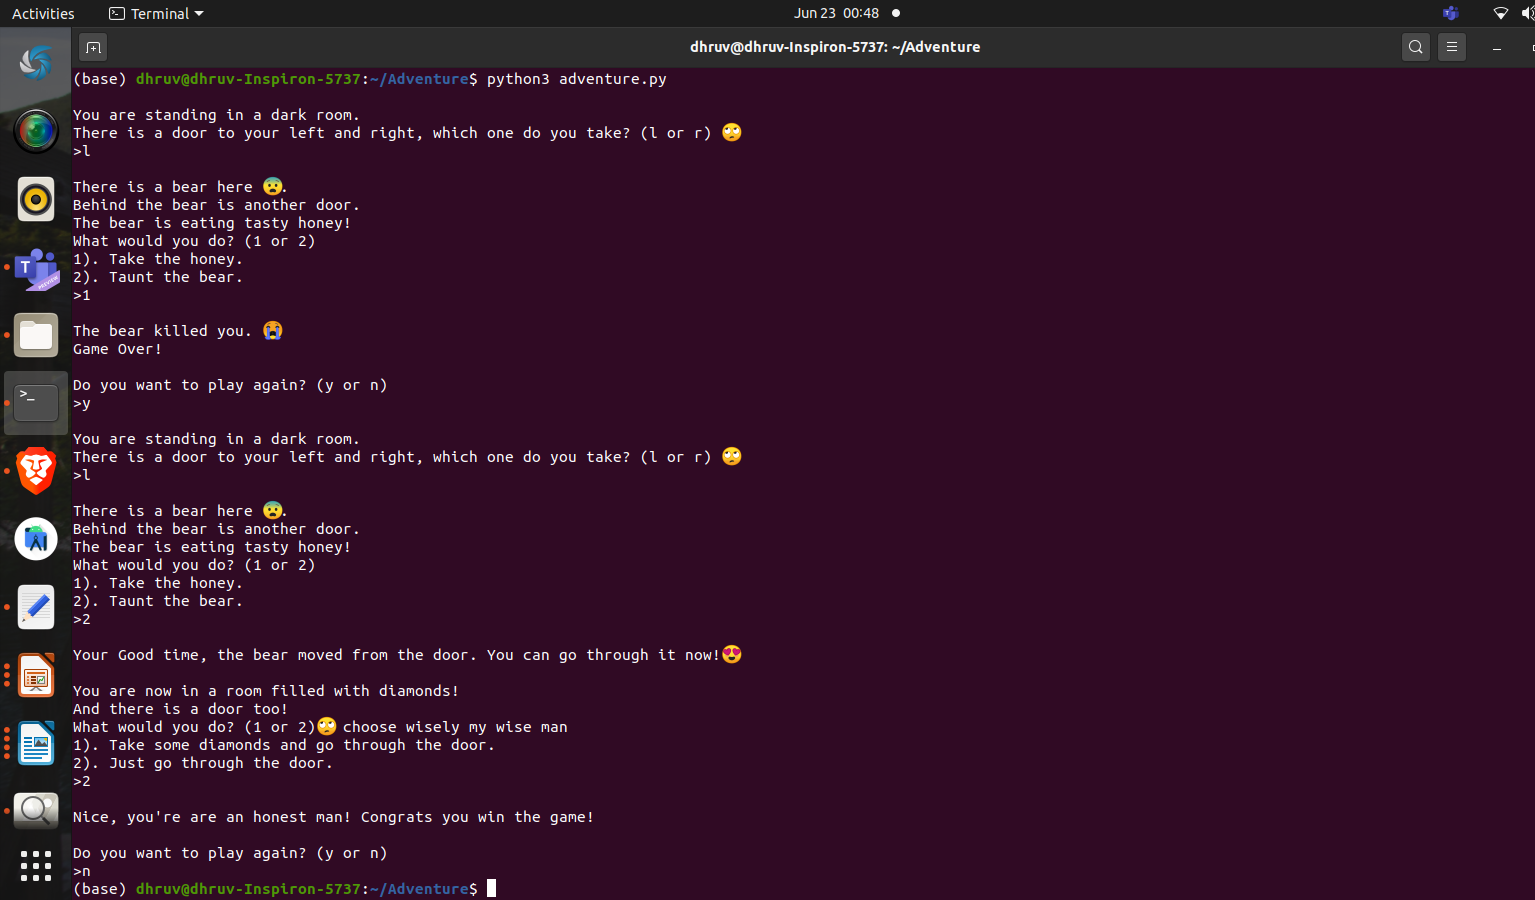 Activities Terminal Jun 23 00:48
dhruv@dhruv-Inspiron-5737: ~/Adventure
(base) dhruv@dhruv-Inspiron-5737:~/Adventure$ python3 adventure.py
You are standing in a dark room.
There is a door to your left and right, which one do you take? (l or r) 🙄
>l
There is a bear here 😨.
Behind the bear is another door.
The bear is eating tasty honey!
What would you do? (1 or 2)
1). Take the honey.
2). Taunt the bear.
>1
The bear killed you. 😭
Game Over!
Do you want to play again? (y or n)
>y
You are standing in a dark room.
There is a door to your left and right, which one do you take? (l or r) 🙄
>l
There is a bear here 😨.
Behind the bear is another door.
The bear is eating tasty honey!
What would you do? (1 or 2)
1). Take the honey.
2). Taunt the bear.
>2
Your Good time, the bear moved from the door. You can go through it now!😍
You are now in a room filled with diamonds!
And there is a door too!
What would you do? (1 or 2)🙄 choose wisely my wise man
1). Take some diamonds and go through the door.
2). Just go through the door.
>2
Nice, you're are an honest man! Congrats you win the game!
Do you want to play again? (y or n)
>n
(base) dhruv@dhruv-Inspiron-5737:~/Adventure$